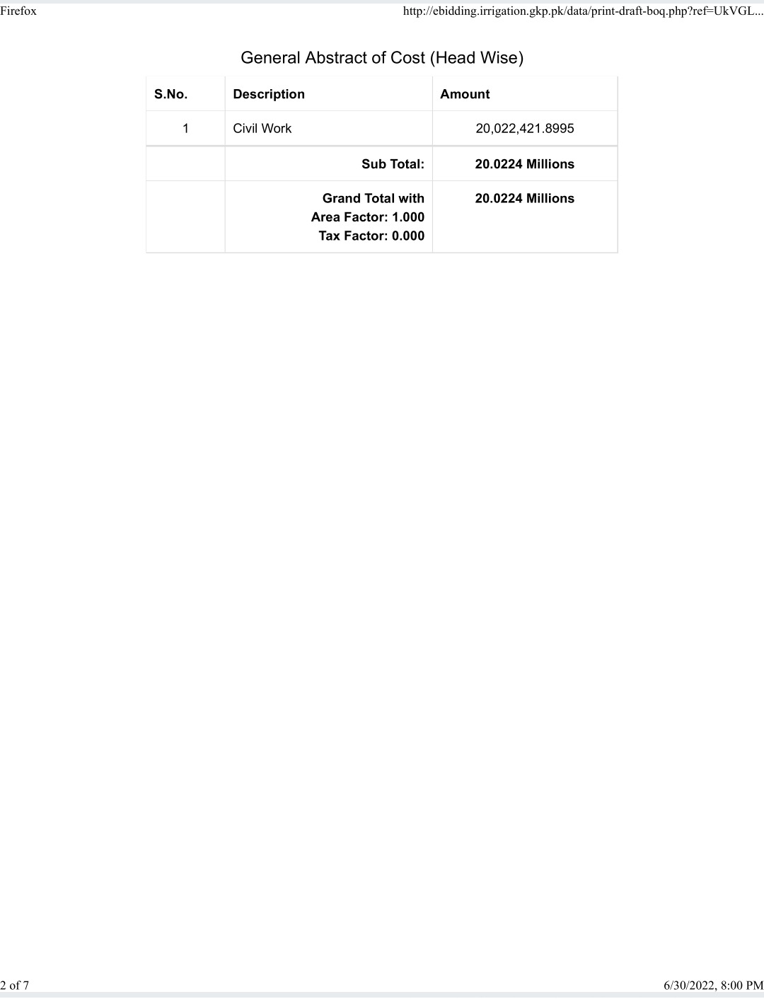 Firefox
http://ebidding.irrigation.gkp.pk/data/print-draft-boq.php?ref=UkVGL...
General Abstract of Cost (Head Wise)
S.No. Description Amount
1 Civil Work 20,022,421.8995
Sub Total: 20.0224 Millions
Grand Total with 20.0224 Millions
Area Factor: 1.000
Tax Factor: 0.000
2 of 7
6/30/2022, 8:00 PM